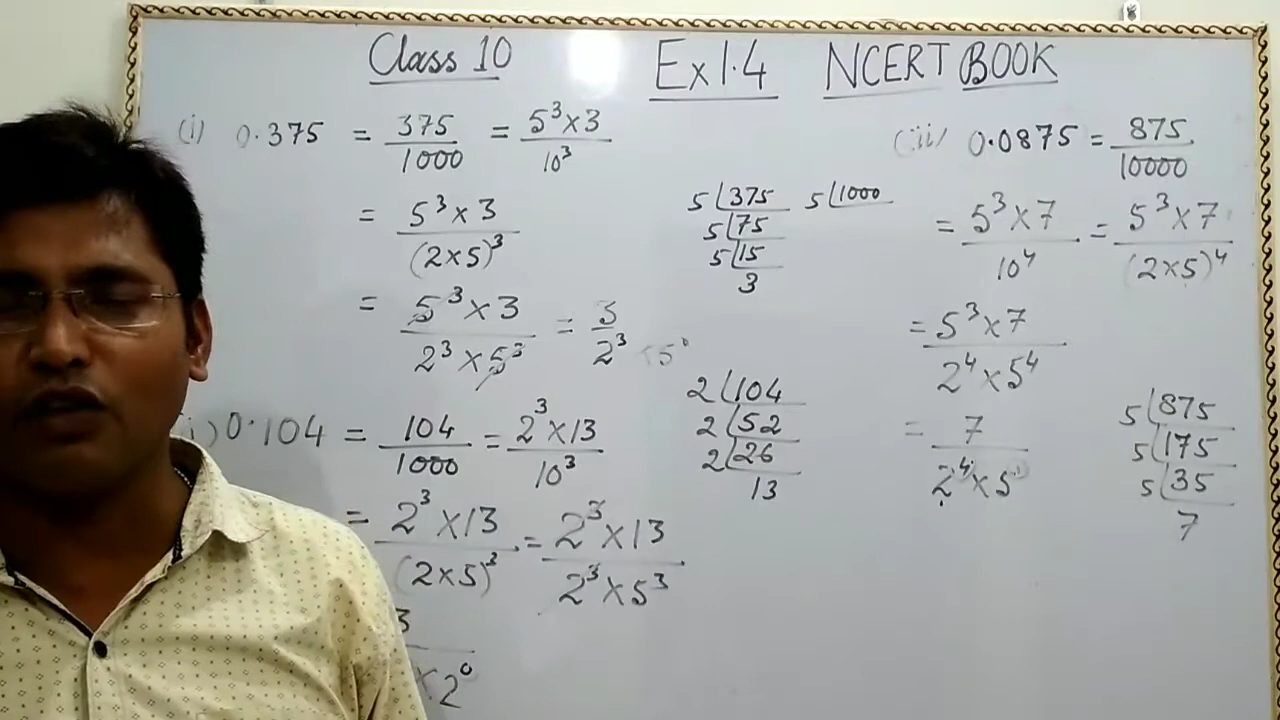 Class 10 Ex 1.4 NCERT BOOK
(i) 0.375 = 375/1000 = 5³×3/10³
= 5³×3/(2×5)³
= 5³×3/2³×5³ = 3/2³ ×5⁰
) 0.104 = 104/1000 = 2³×13/10³
= 2³×13/(2×5)³ = 2³×13/2³×5³
3
×2⁰
5 375
5 75
5 15
3
5 1000
2 104
2 52
2 26
13
(iii) 0.0875 = 875/10000
= 5³×7/10⁴ = 5³×7/(2×5)⁴
= 5³×7/2⁴×5⁴
= 7/2⁴×5
5 875
5 175
5 35
7